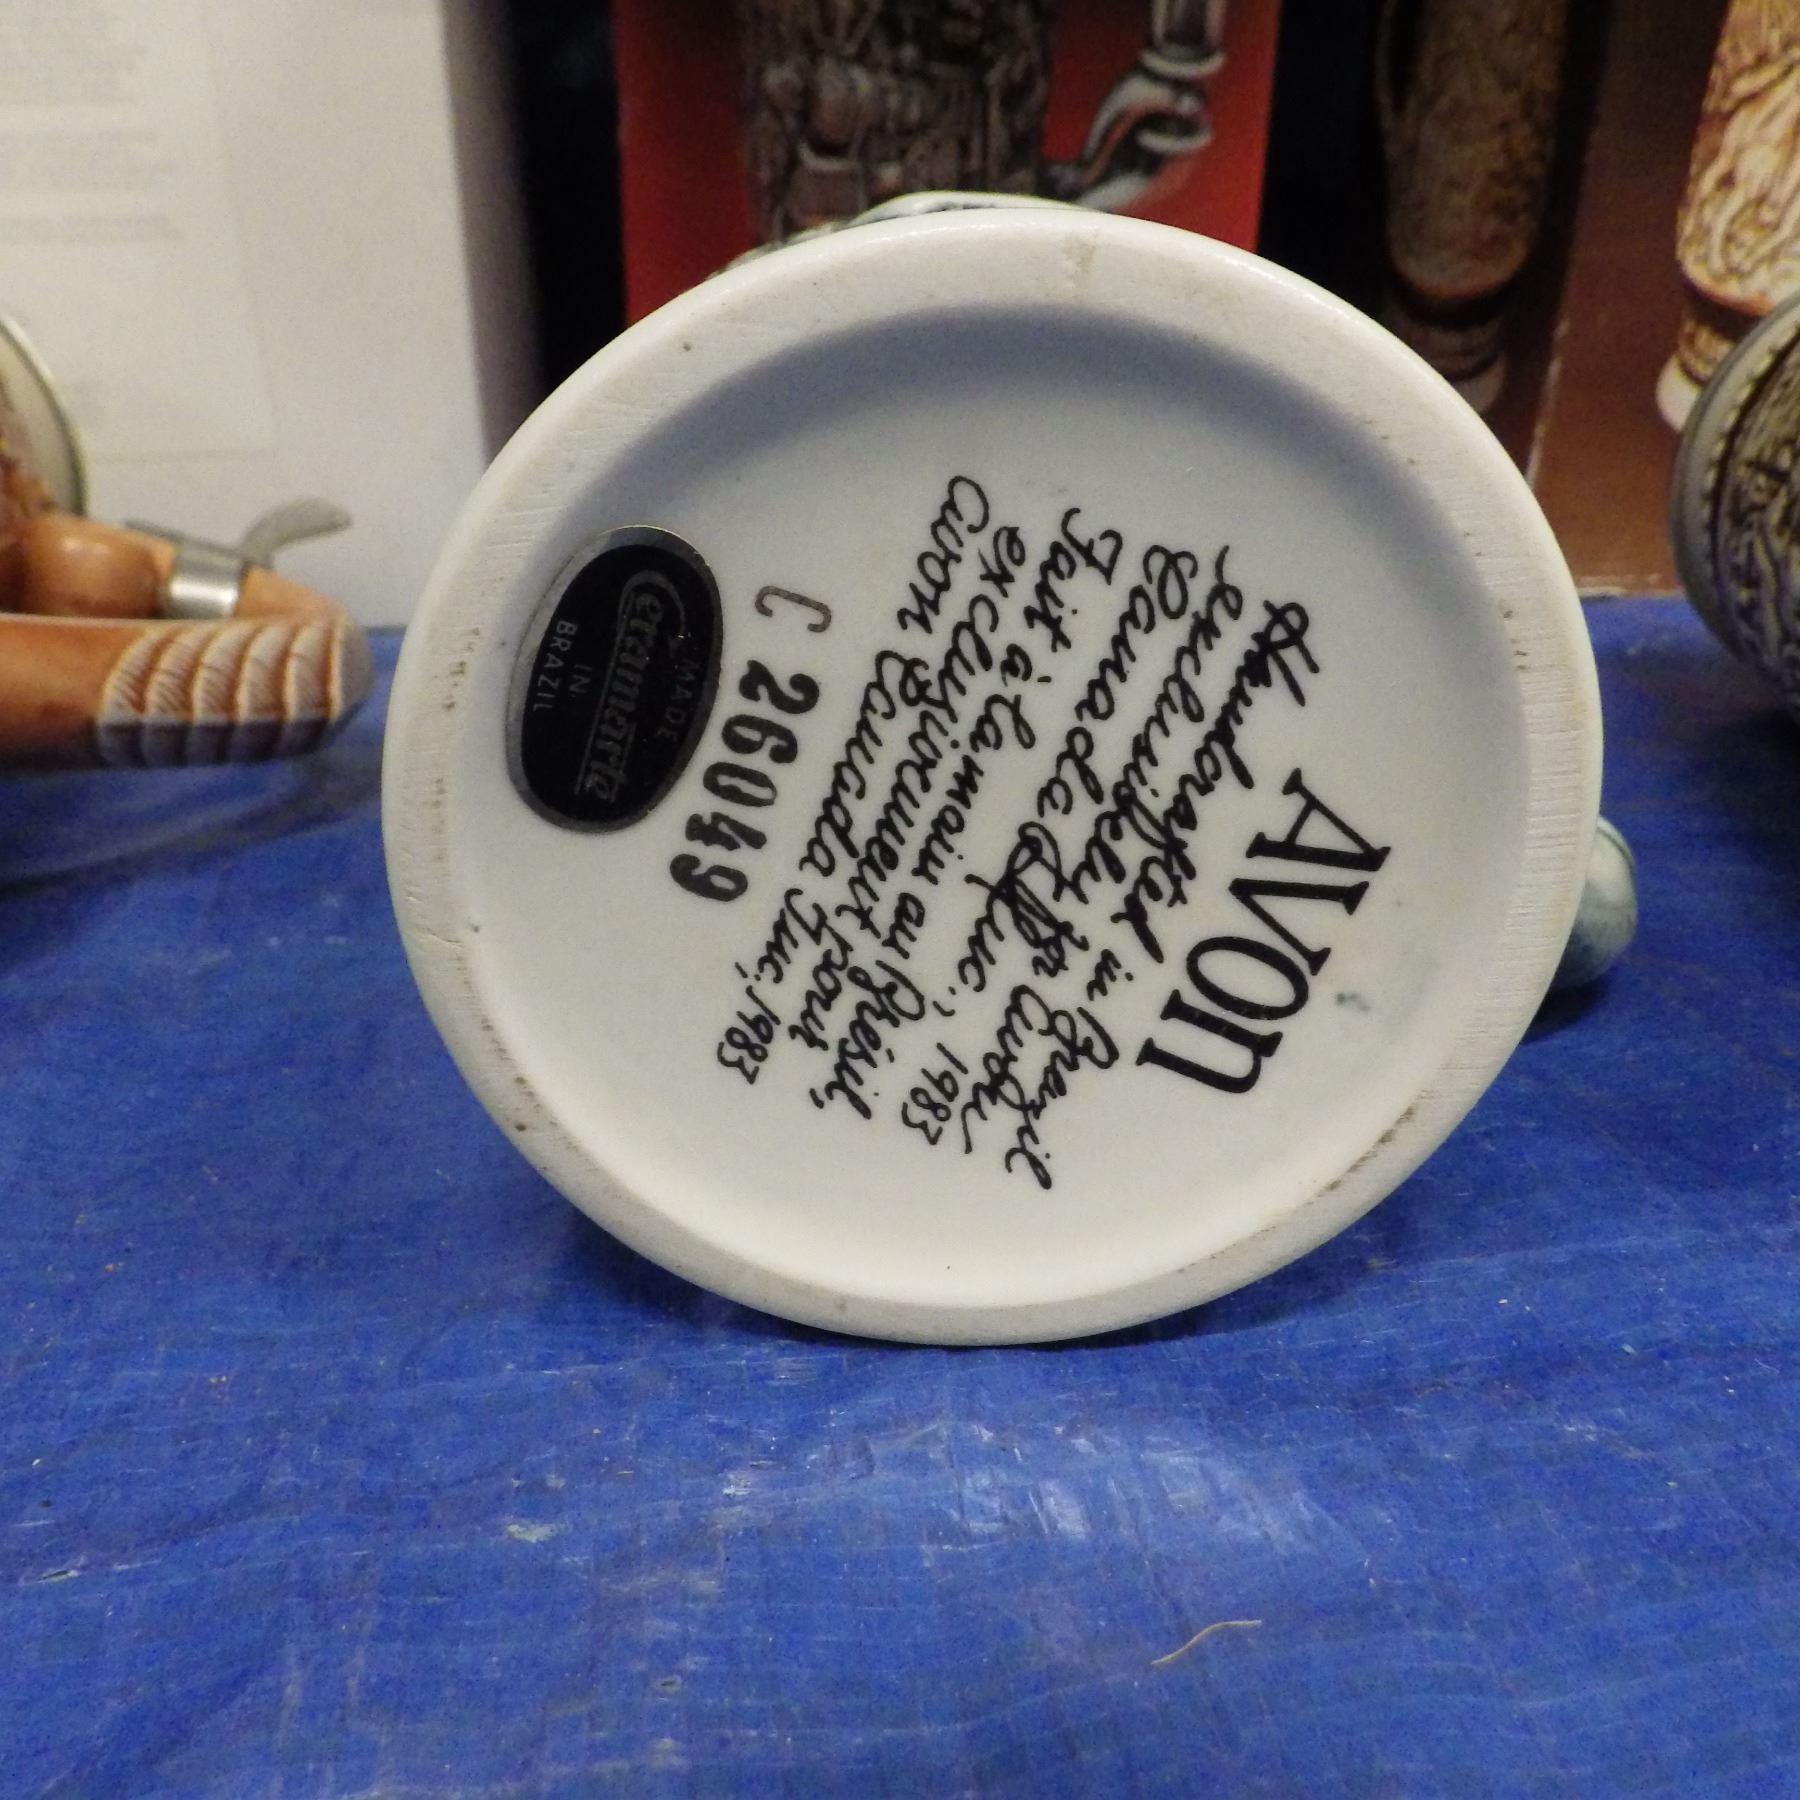 AVON
Handcrafted in Brazil
exclusively for Avon
Canada Inc., 1983
Fait à la main au Brésil,
exclusivement pour
Avon Canada Inc., 1983
C 26049
MADE
Ceramarte
IN
BRAZIL